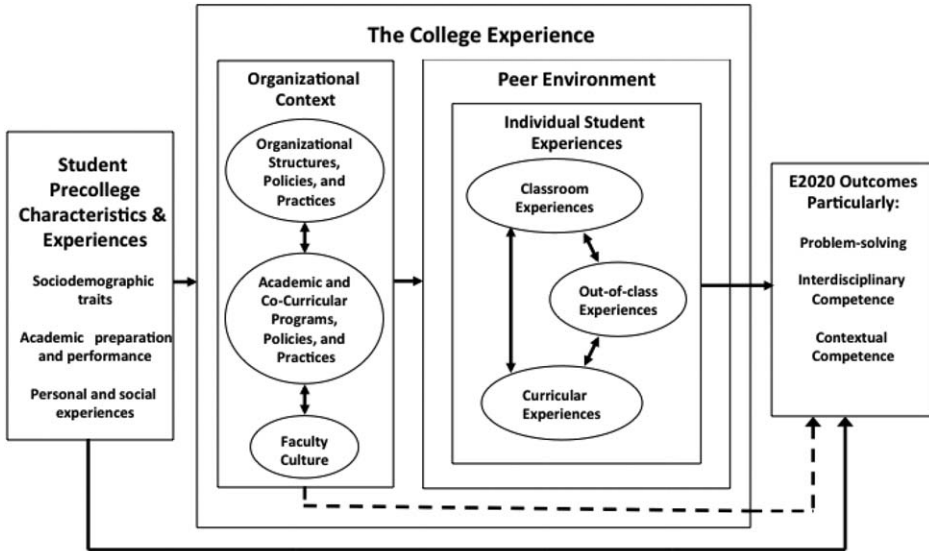 The College Experience
Student
Precollege
Characteristics &
Experiences
Sociodemographic
traits
Academic preparation
and performance
Personal and social
experiences
Organizational
Context
Organizational
Structures,
Policies, and
Practices
Academic and
Co-Curricular
Programs,
Policies, and
Practices
Faculty
Culture
Peer Environment
Individual Student
Experiences
Classroom
Experiences
Out-of-class
Experiences
Curricular
Experiences
E2020 Outcomes
Particularly:
Problem-solving
Interdisciplinary
Competence
Contextual
Competence